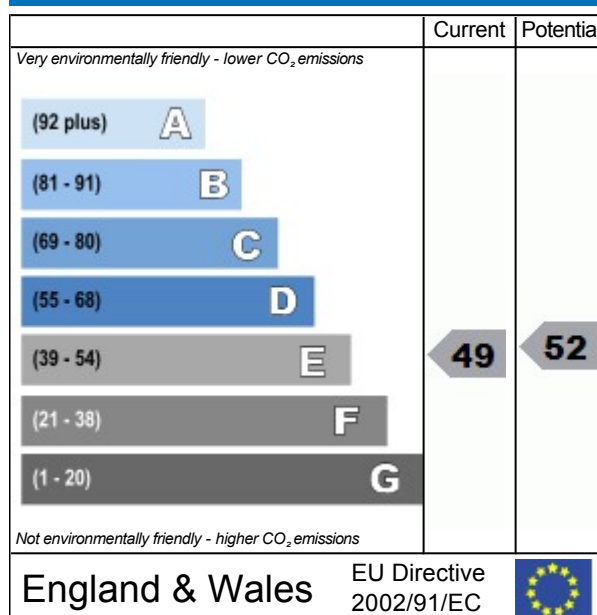 Current Potentia
Very environmentally friendly - lower CO₂ emissions
(92 plus) A
(81 - 91) B
(69 - 80) C
(55 - 68) D
(39 - 54) E 49 52
(21 - 38) F
(1 - 20) G
Not environmentally friendly - higher CO₂ emissions
England & Wales
EU Directive
2002/91/EC